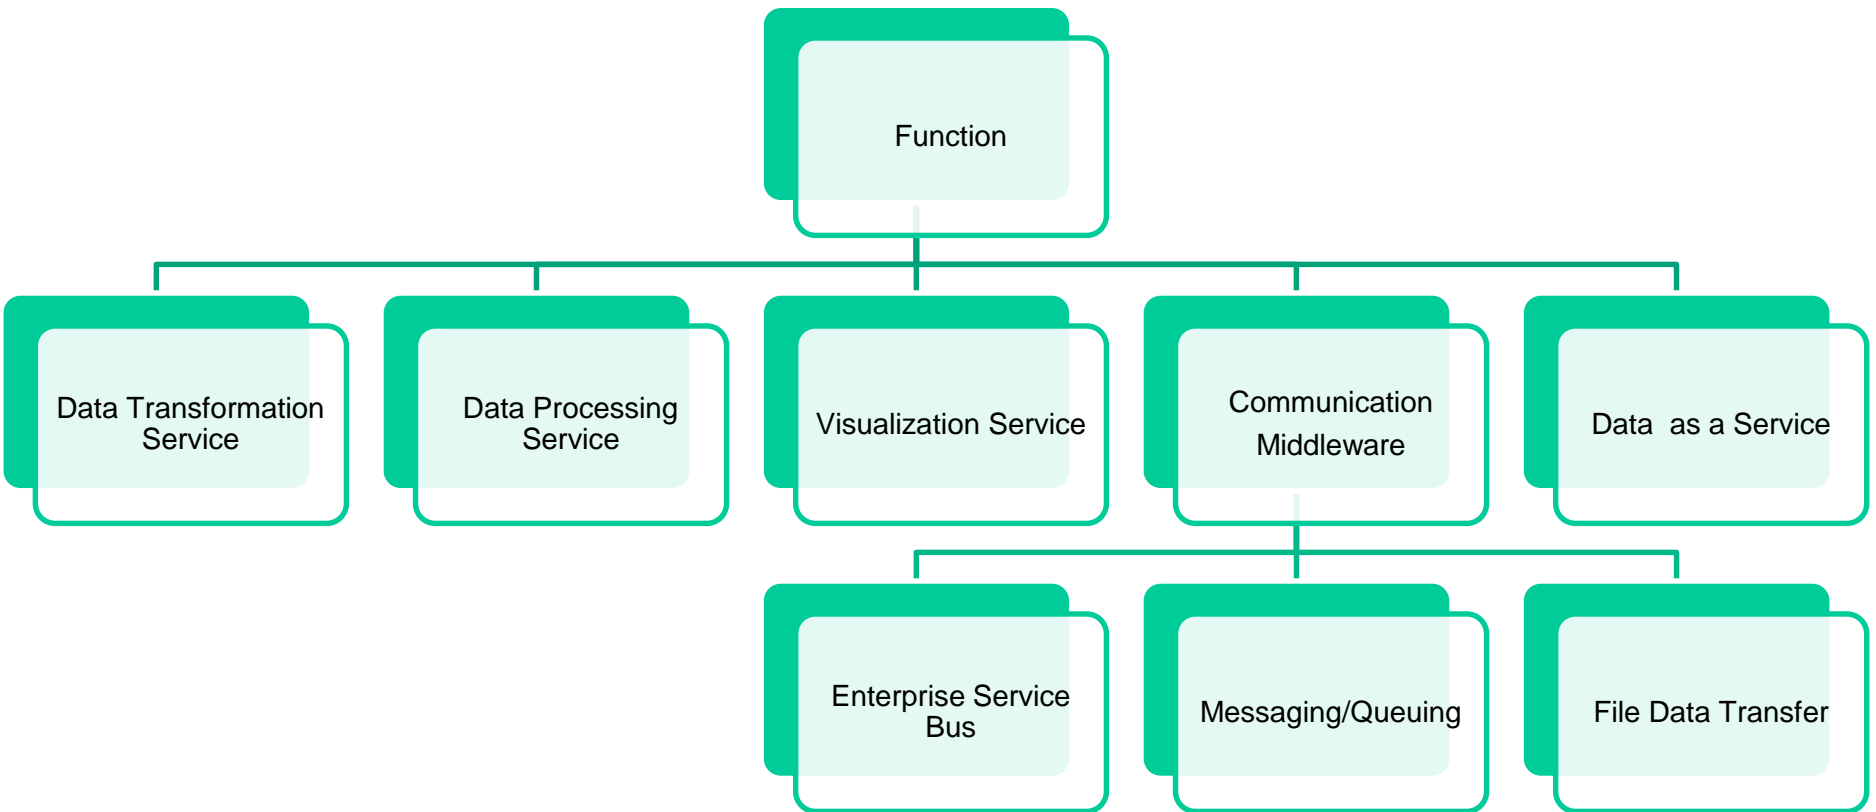 Function
Data Transformation
Service
Data Processing
Service
Visualization Service
Communication
Middleware
Data  as a Service
Enterprise Service
Bus
Messaging/Queuing
File Data Transfer